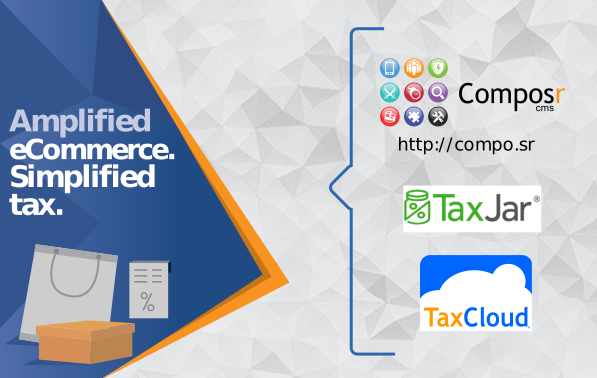 Amplified
eCommerce.
Simplified
tax.
%
Composr
cms
http://compo.sr
TaxJar®
TaxCloud